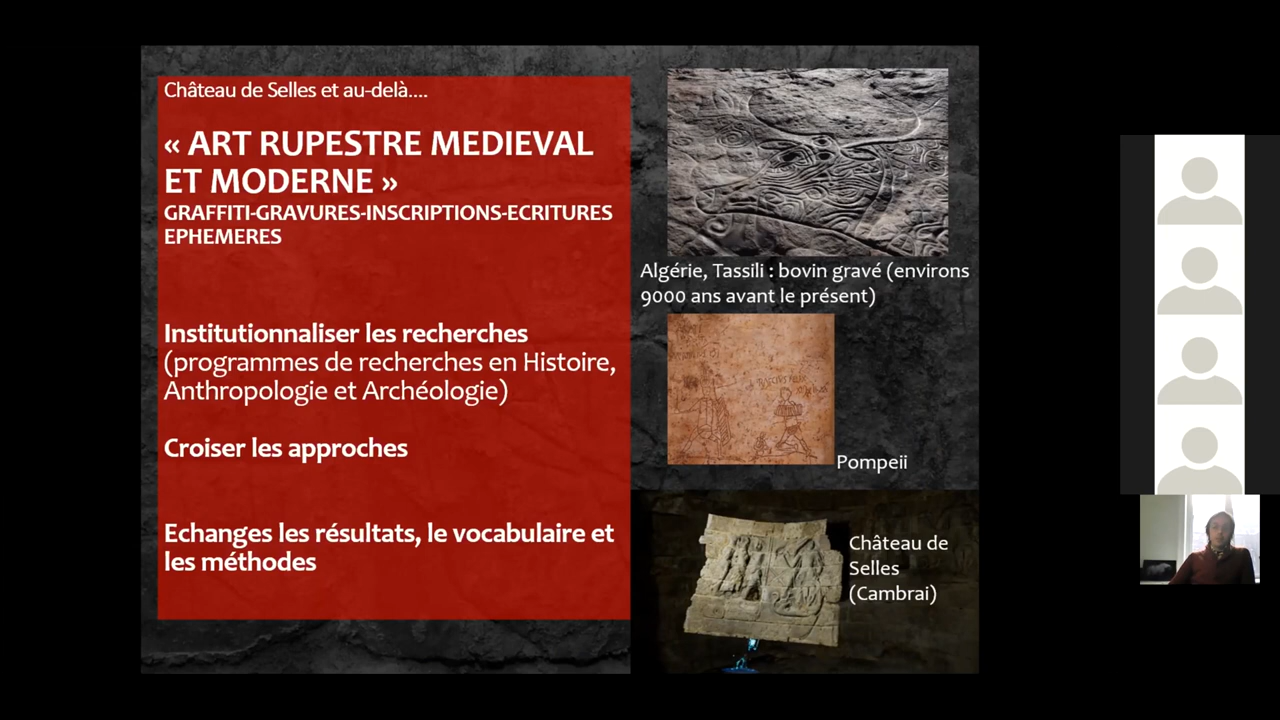 Château de Selles et au-delà....
« ART RUPESTRE MEDIEVAL
ET MODERNE »
GRAFFITI-GRAVURES-INSCRIPTIONS-ECRITURES
EPHEMERES
Institutionnaliser les recherches
(programmes de recherches en Histoire,
Anthropologie et Archéologie)
Croiser les approches
Echanges les résultats, le vocabulaire et
les méthodes
Algérie, Tassili : bovin gravé (environs
9000 ans avant le présent)
Pompeii
Château de
Selles
(Cambrai)